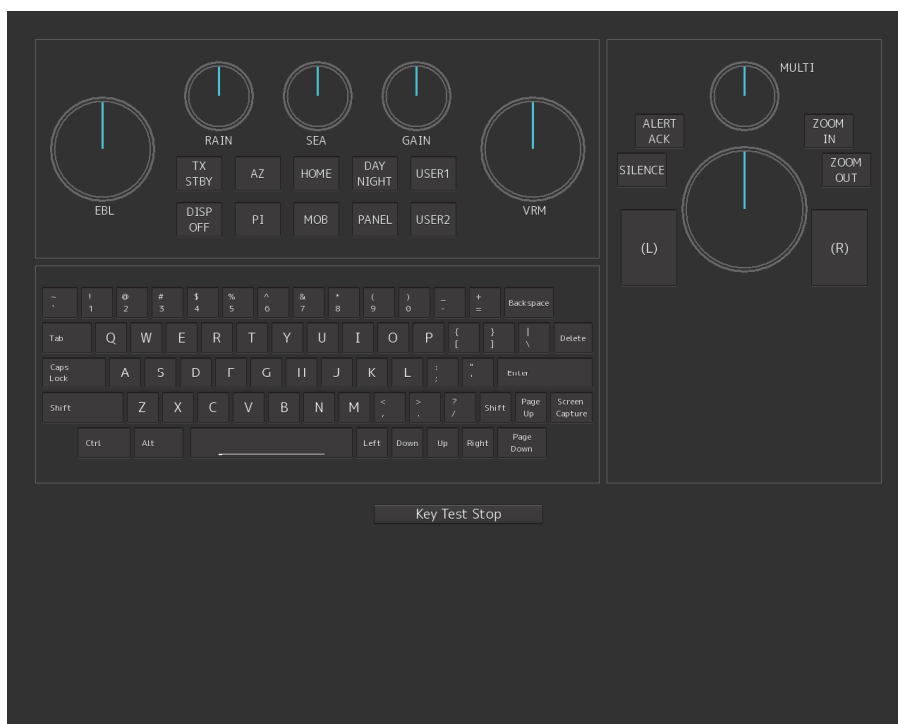 MULTI
RAIN SEA GAIN
EBL VRM
TX STBY AZ HOME DAY NIGHT USER1
DISP OFF PI MOB PANEL USER2
ALERT ACK ZOOM IN
SILENCE ZOOM OUT
(L) (R)
~ ` ! 1 @ 2 # 3 $ 4 % 5 ^ 6 & 7 * 8 ( 9 ) 0 _ - + = Backspace
Tab Q W E R T Y U I O P { [ } ] | \ Delete
Caps Lock A S D F G H J K L : ; " ' Enter
Shift Z X C V B N M < , > . ? / Shift Page Up Screen Capture
Ctrl Alt Left Down Up Right Page Down
Key Test Stop